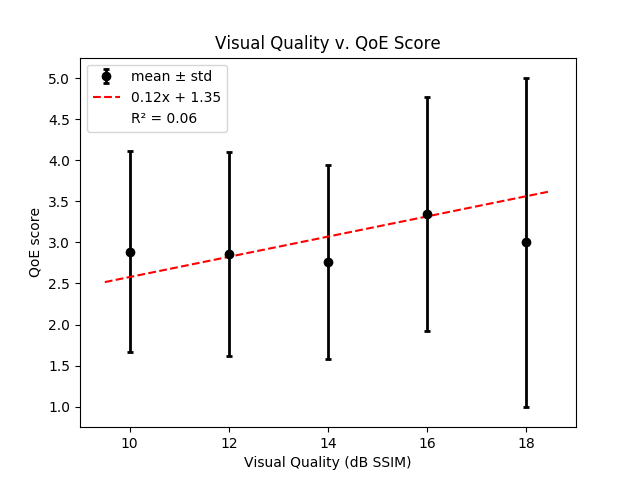 Visual Quality v. QoE Score
mean ± std
0.12x + 1.35
R² = 0.06
5.0
4.5
4.0
3.5
3.0
2.5
2.0
1.5
1.0
QoE score
10 12 14 16 18
Visual Quality (dB SSIM)